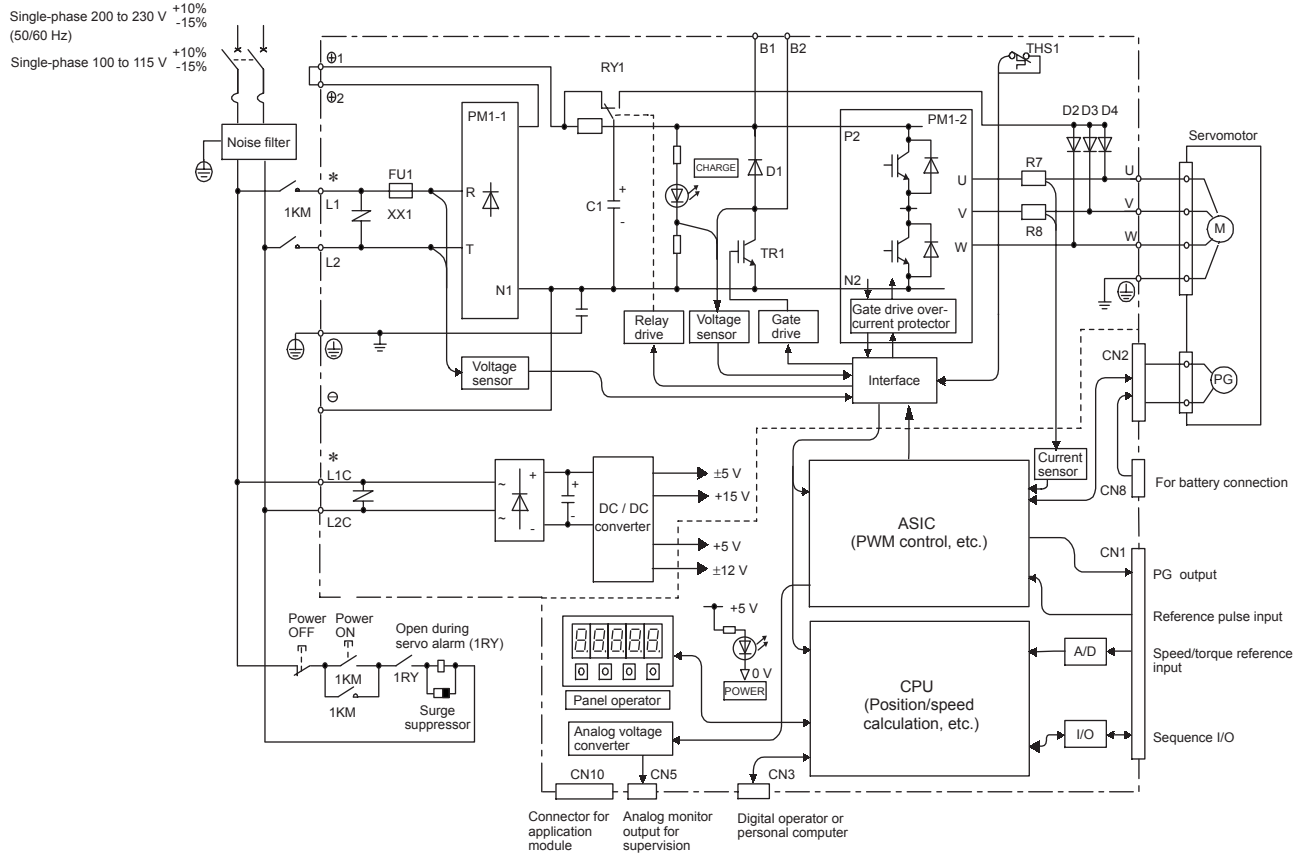 Single-phase 200 to 230 V +10% -15%
(50/60 Hz)
Single-phase 100 to 115 V +10% -15%
Noise filter
1KM
*
L1
L2
FU1
XX1
⊕1
⊕2
PM1-1
R
T
N1
RY1
+
C1
-
CHARGE
B1
B2
D1
TR1
THS1
PM1-2
P2
U
V
W
N2
Gate drive over-
current protector
D2 D3 D4
R7
R8
U
V
W
Servomotor
M
PG
Relay
drive
Voltage
sensor
Gate
drive
Interface
Voltage
sensor
⊖
*
L1C
L2C
~
~
+
-
+
-
DC / DC
converter
±5 V
+15 V
+5 V
±12 V
CN2
Current
sensor
CN8
For battery connection
ASIC
(PWM control, etc.)
CN1
PG output
Reference pulse input
A/D
Speed/torque reference
input
CPU
(Position/speed
calculation, etc.)
I/O
Sequence I/O
+5 V
0 V
POWER
88888
Panel operator
Analog voltage
converter
CN10
CN5
CN3
Connector for
application
module
Analog monitor
output for
supervision
Digital operator or
personal computer
Power
OFF
Power
ON
Open during
servo alarm (1RY)
1KM
1KM
1RY
Surge
suppressor